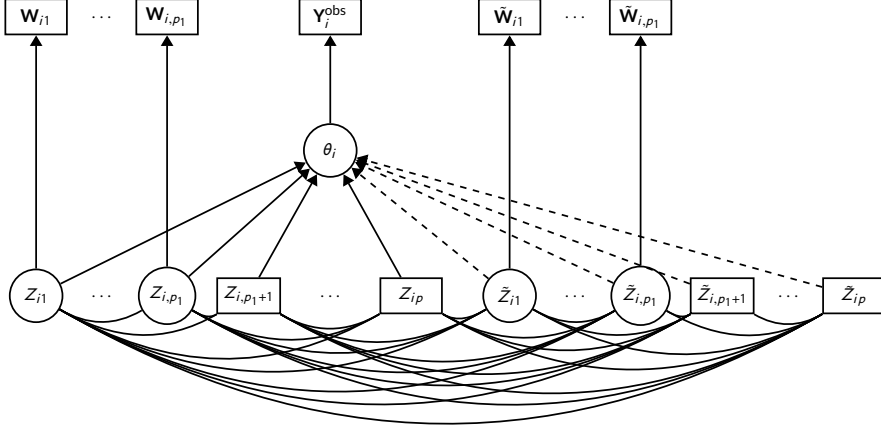 W_{i1} ⋯ W_{i,p_1} Y_i^{obs} W̃_{i1} ⋯ W̃_{i,p_1}
θ_i
Z_{i1} ⋯ Z_{i,p_1} Z_{i,p_1+1} ⋯ Z_{ip} Z̃_{i1} ⋯ Z̃_{i,p_1} Z̃_{i,p_1+1} ⋯ Z̃_{ip}